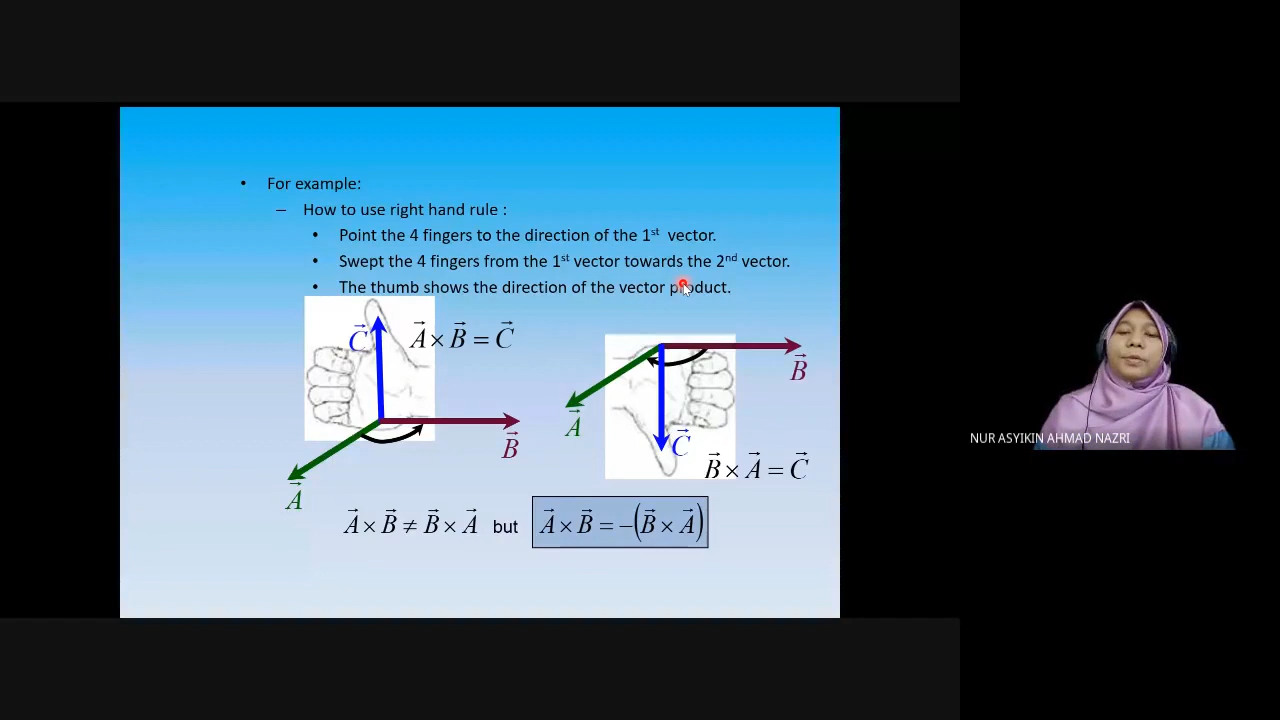 • For example:
– How to use right hand rule :
• Point the 4 fingers to the direction of the 1st vector.
• Swept the 4 fingers from the 1st vector towards the 2nd vector.
• The thumb shows the direction of the vector product.
C⃗ A⃗ × B⃗ = C⃗
B⃗
A⃗
B⃗
A⃗
C⃗
B⃗ × A⃗ = C⃗
A⃗ × B⃗ ≠ B⃗ × A⃗ but A⃗ × B⃗ = −(B⃗ × A⃗)
NUR ASYIKIN AHMAD NAZRI